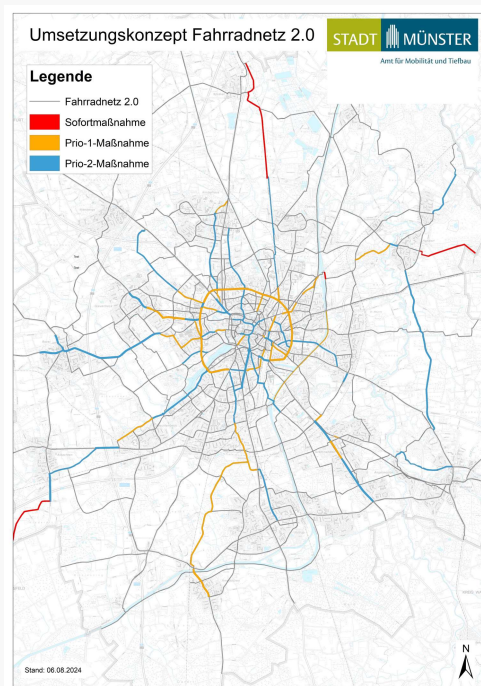 Umsetzungskonzept Fahrradnetz 2.0
STADT MÜNSTER
Amt für Mobilität und Tiefbau
Legende
Fahrradnetz 2.0
Sofortmaßnahme
Prio-1-Maßnahme
Prio-2-Maßnahme
Stand: 06.08.2024
N